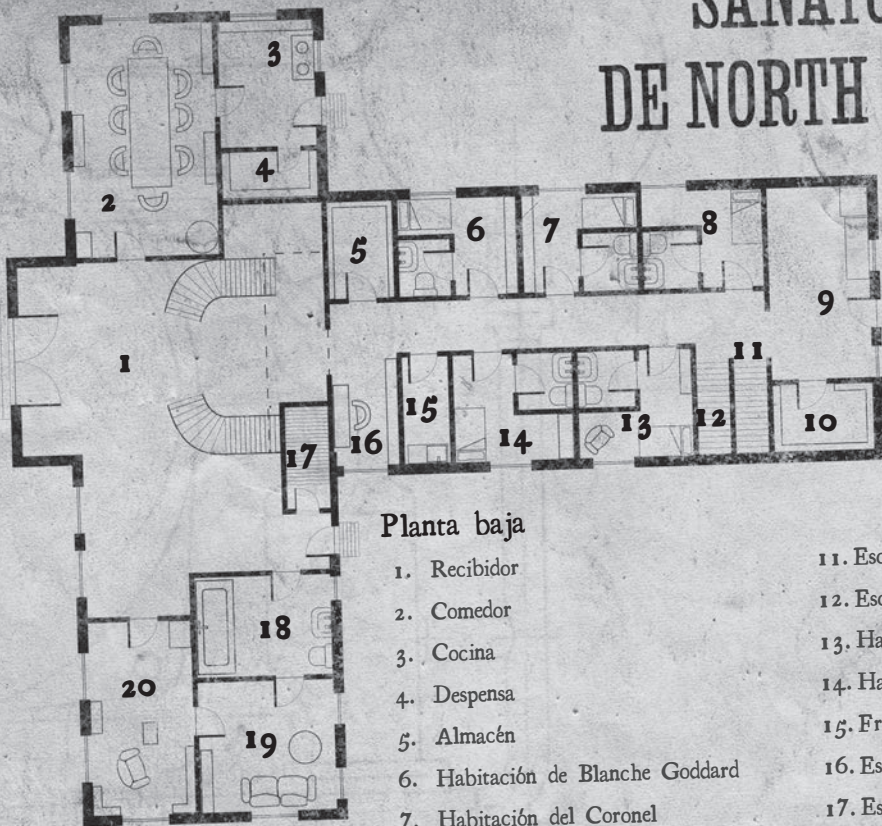 SANATO
DE NORTH
3
4
2
5
6
7
8
9
1
11
15
16
14
13
12
10
17
18
20
19
Planta baja
1. Recibidor
2. Comedor
3. Cocina
4. Despensa
5. Almacén
6. Habitación de Blanche Goddard
7. Habitación del Coronel
11. Esc
12. Esc
13. Ha
14. Ha
15. Fr
16. Es
17. Es